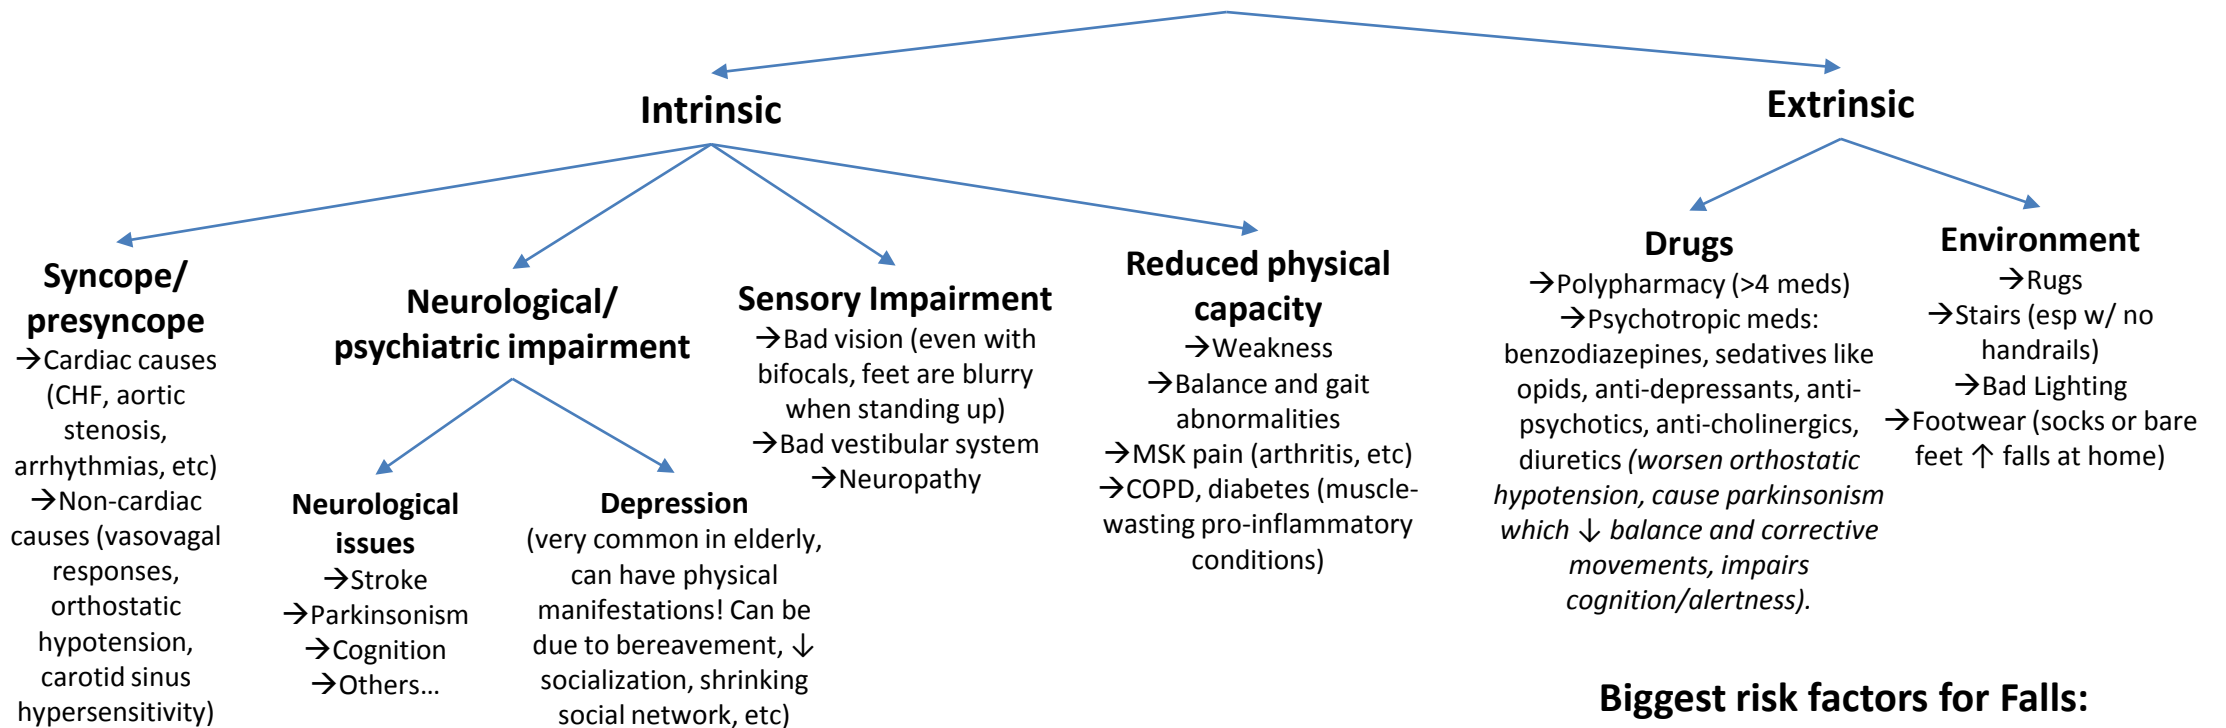 Intrinsic
Extrinsic
Syncope/
presyncope
→Cardiac causes
(CHF, aortic
stenosis,
arrhythmias, etc)
→Non-cardiac
causes (vasovagal
responses,
orthostatic
hypotension,
carotid sinus
hypersensitivity)
Neurological/
psychiatric impairment
Neurological
issues
→Stroke
→Parkinsonism
→Cognition
→Others...
Depression
(very common in elderly,
can have physical
manifestations! Can be
due to bereavement, ↓
socialization, shrinking
social network, etc)
Sensory Impairment
→Bad vision (even with
bifocals, feet are blurry
when standing up)
→Bad vestibular system
→Neuropathy
Reduced physical
capacity
→Weakness
→Balance and gait
abnormalities
→MSK pain (arthritis, etc)
→COPD, diabetes (muscle-
wasting pro-inflammatory
conditions)
Drugs
→Polypharmacy (>4 meds)
→Psychotropic meds:
benzodiazepines, sedatives like
opids, anti-depressants, anti-
psychotics, anti-cholinergics,
diuretics (worsen orthostatic
hypotension, cause parkinsonism
which ↓ balance and corrective
movements, impairs
cognition/alertness).
Environment
→Rugs
→Stairs (esp w/ no
handrails)
→Bad Lighting
→Footwear (socks or bare
feet ↑ falls at home)
Biggest risk factors for Falls: